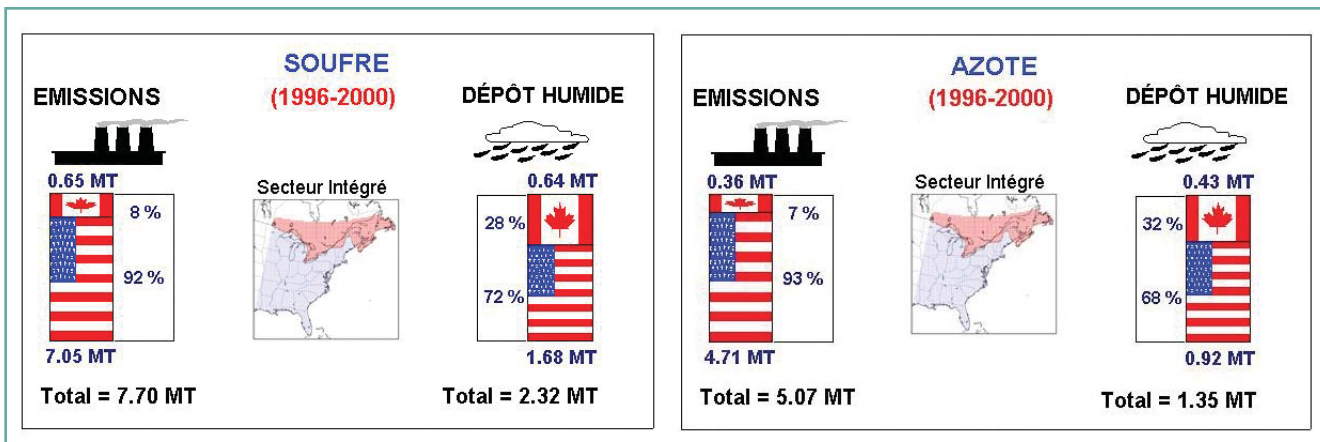 SOUFRE
(1996-2000)
EMISSIONS
DÉPÔT HUMIDE
0.65 MT
Secteur Intégré
0.64 MT
8 %
28 %
92 %
72 %
7.05 MT
1.68 MT
Total = 7.70 MT
Total = 2.32 MT
AZOTE
(1996-2000)
EMISSIONS
DÉPÔT HUMIDE
0.36 MT
Secteur Intégré
0.43 MT
7 %
32 %
93 %
68 %
4.71 MT
0.92 MT
Total = 5.07 MT
Total = 1.35 MT